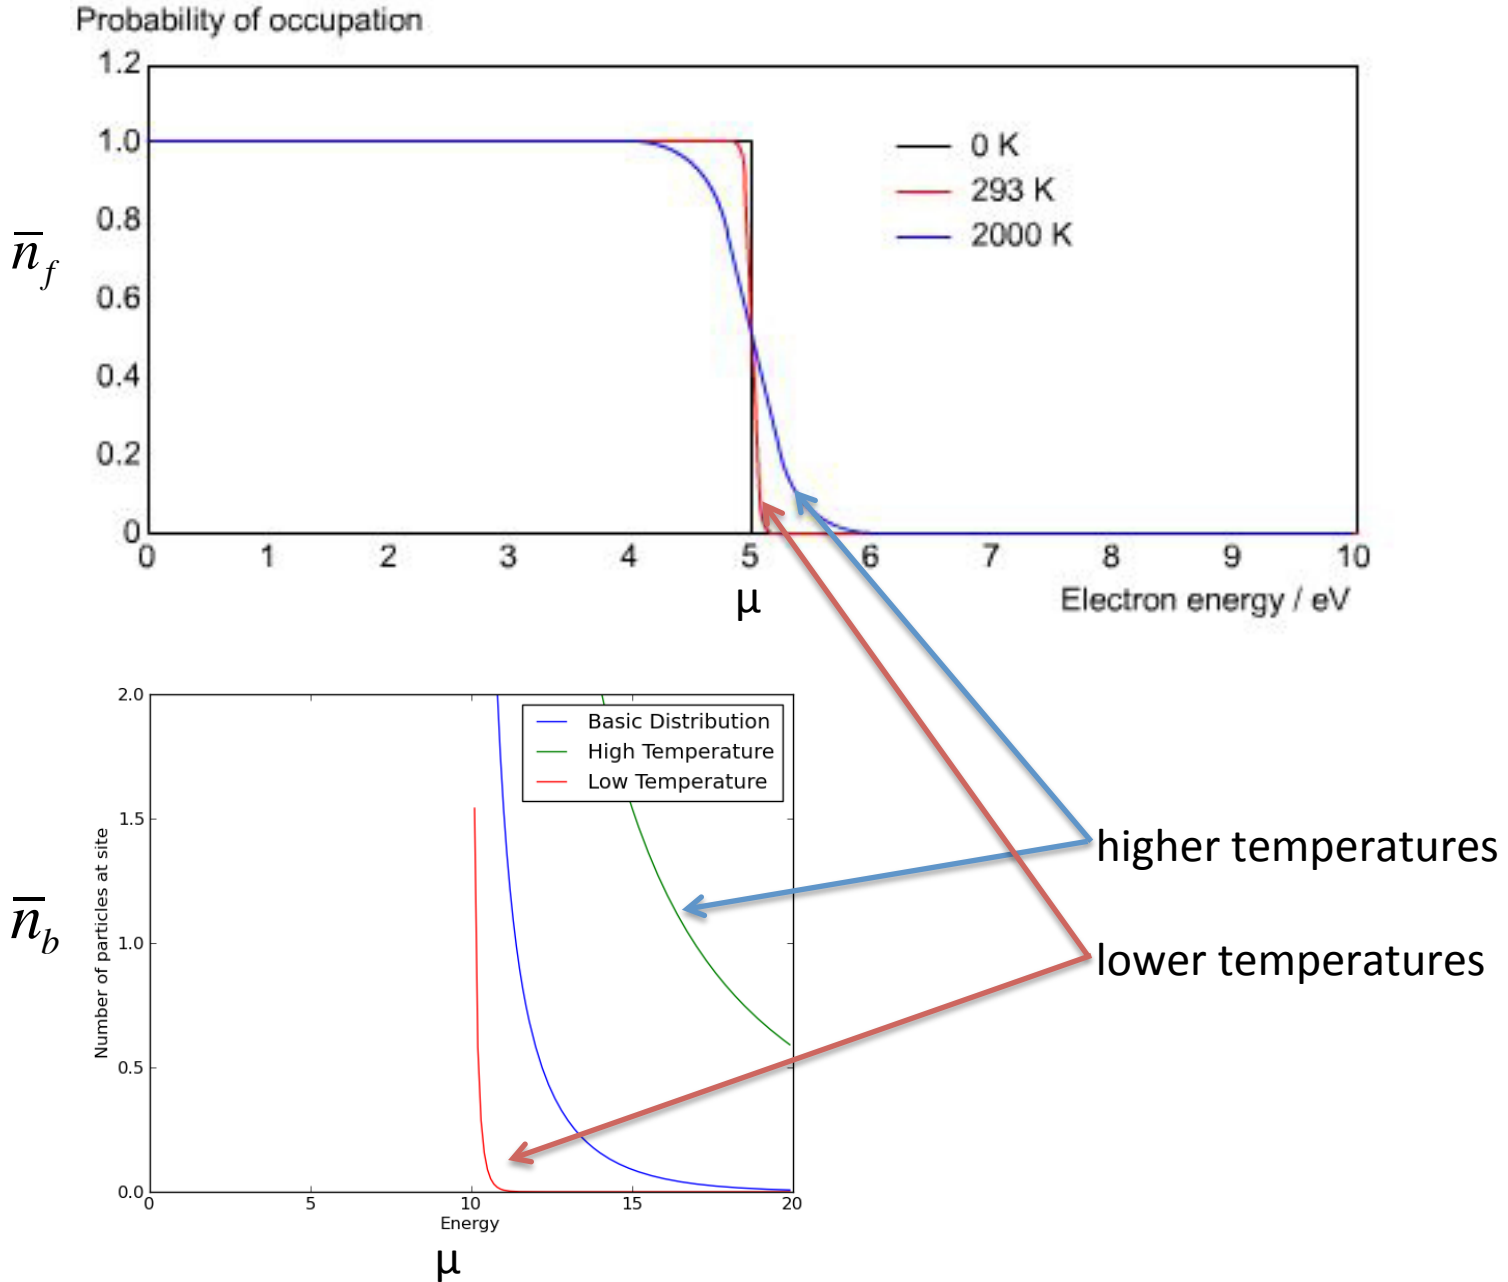 Probability of occupation
1.2
1.0
0.8
0.6
0.4
0.2
0
n̅f
0 K
293 K
2000 K
0 1 2 3 4 5 6 7 8 9 10
μ
Electron energy / eV
2.0
1.5
1.0
0.5
0.0
n̅b
Number of particles at site
Basic Distribution
High Temperature
Low Temperature
0 5 10 15 20
Energy
μ
higher temperatures
lower temperatures